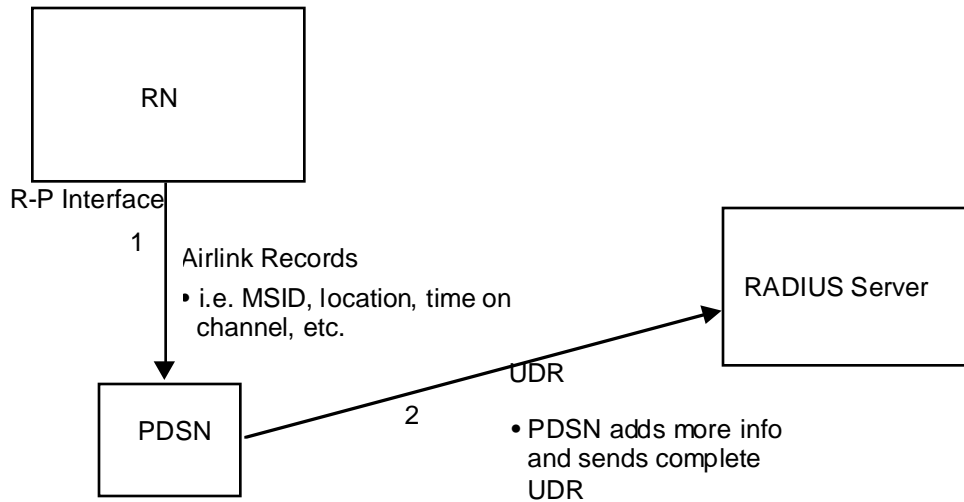 RN
R-P Interface
1
Airlink Records
• i.e. MSID, location, time on
channel, etc.
RADIUS Server
PDSN
2
UDR
• PDSN adds more info
and sends complete
UDR